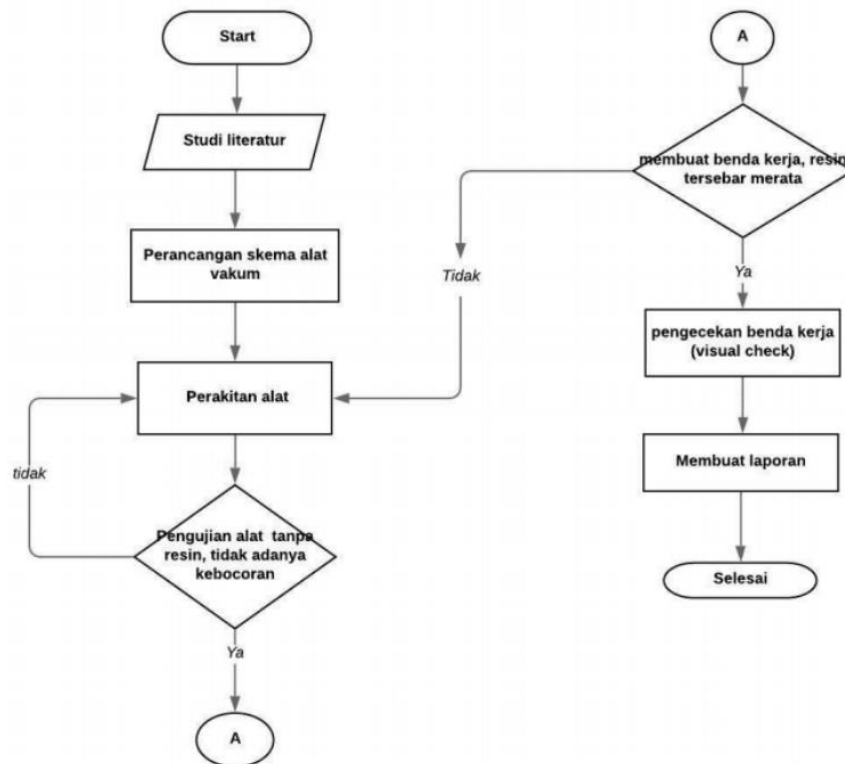 Start
Studi literatur
Perancangan skema alat
vakum
Perakitan alat
tidak
Pengujian alat tanpa
resin, tidak adanya
kebocoran
Ya
A
A
membuat benda kerja, resin
tersebar merata
Tidak
Ya
pengecekan benda kerja
(visual check)
Membuat laporan
Selesai